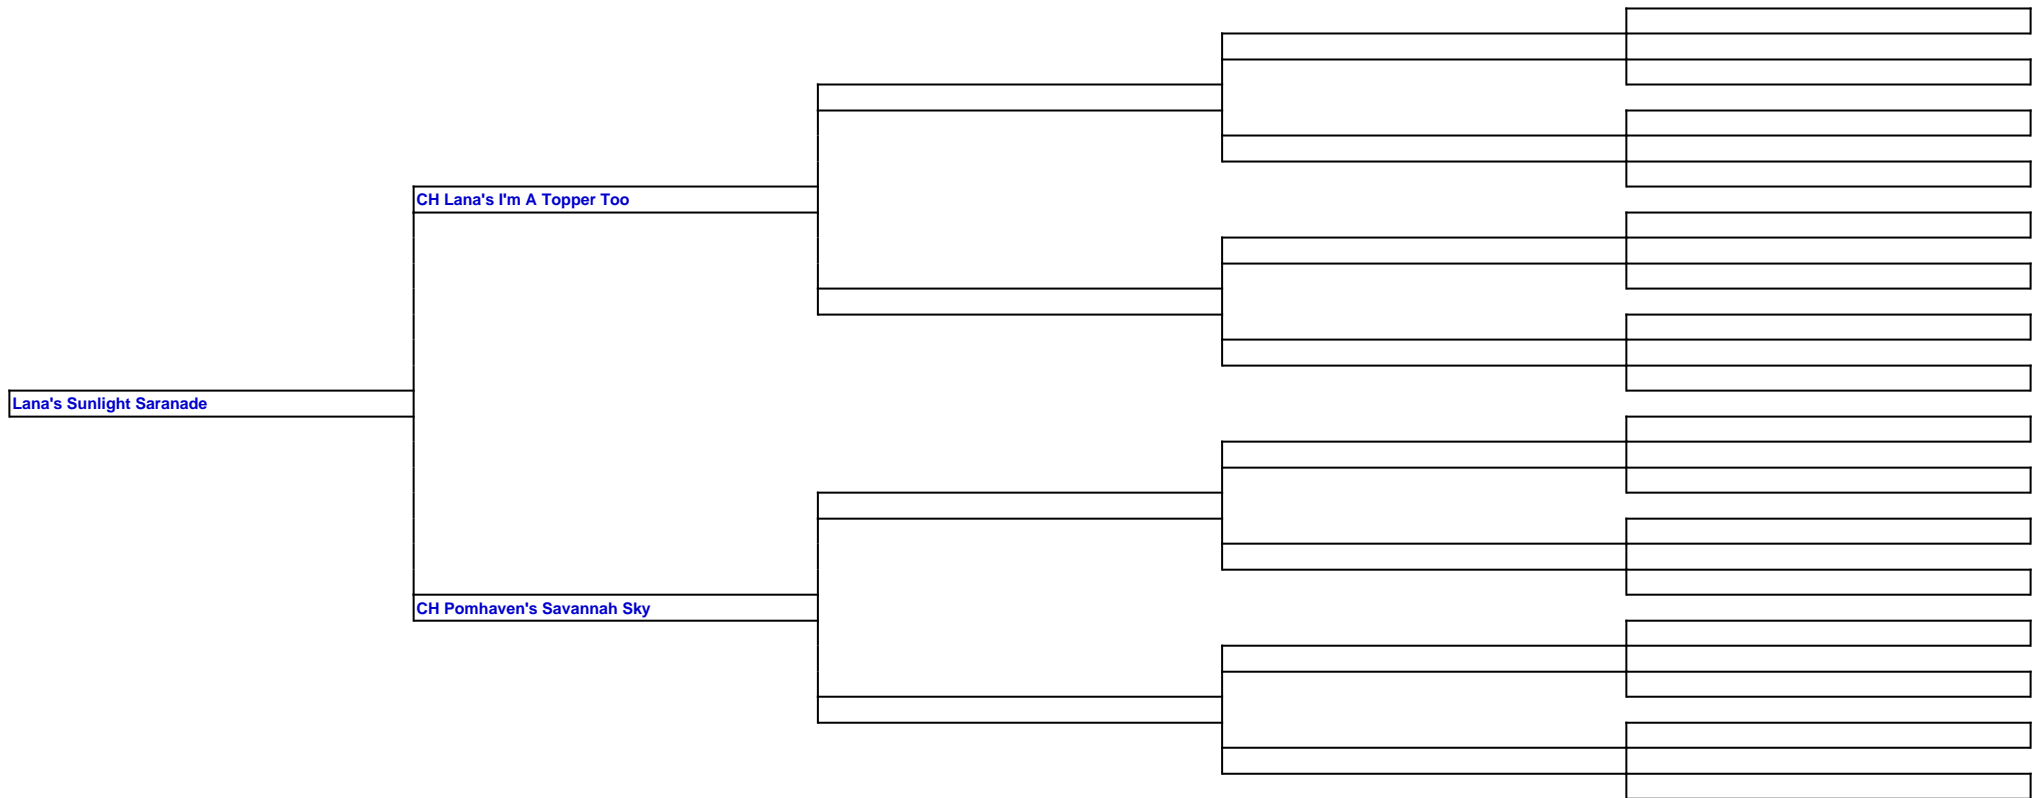 CH Lana's I'm A Topper Too
Lana's Sunlight Saranade
CH Pomhaven's Savannah Sky